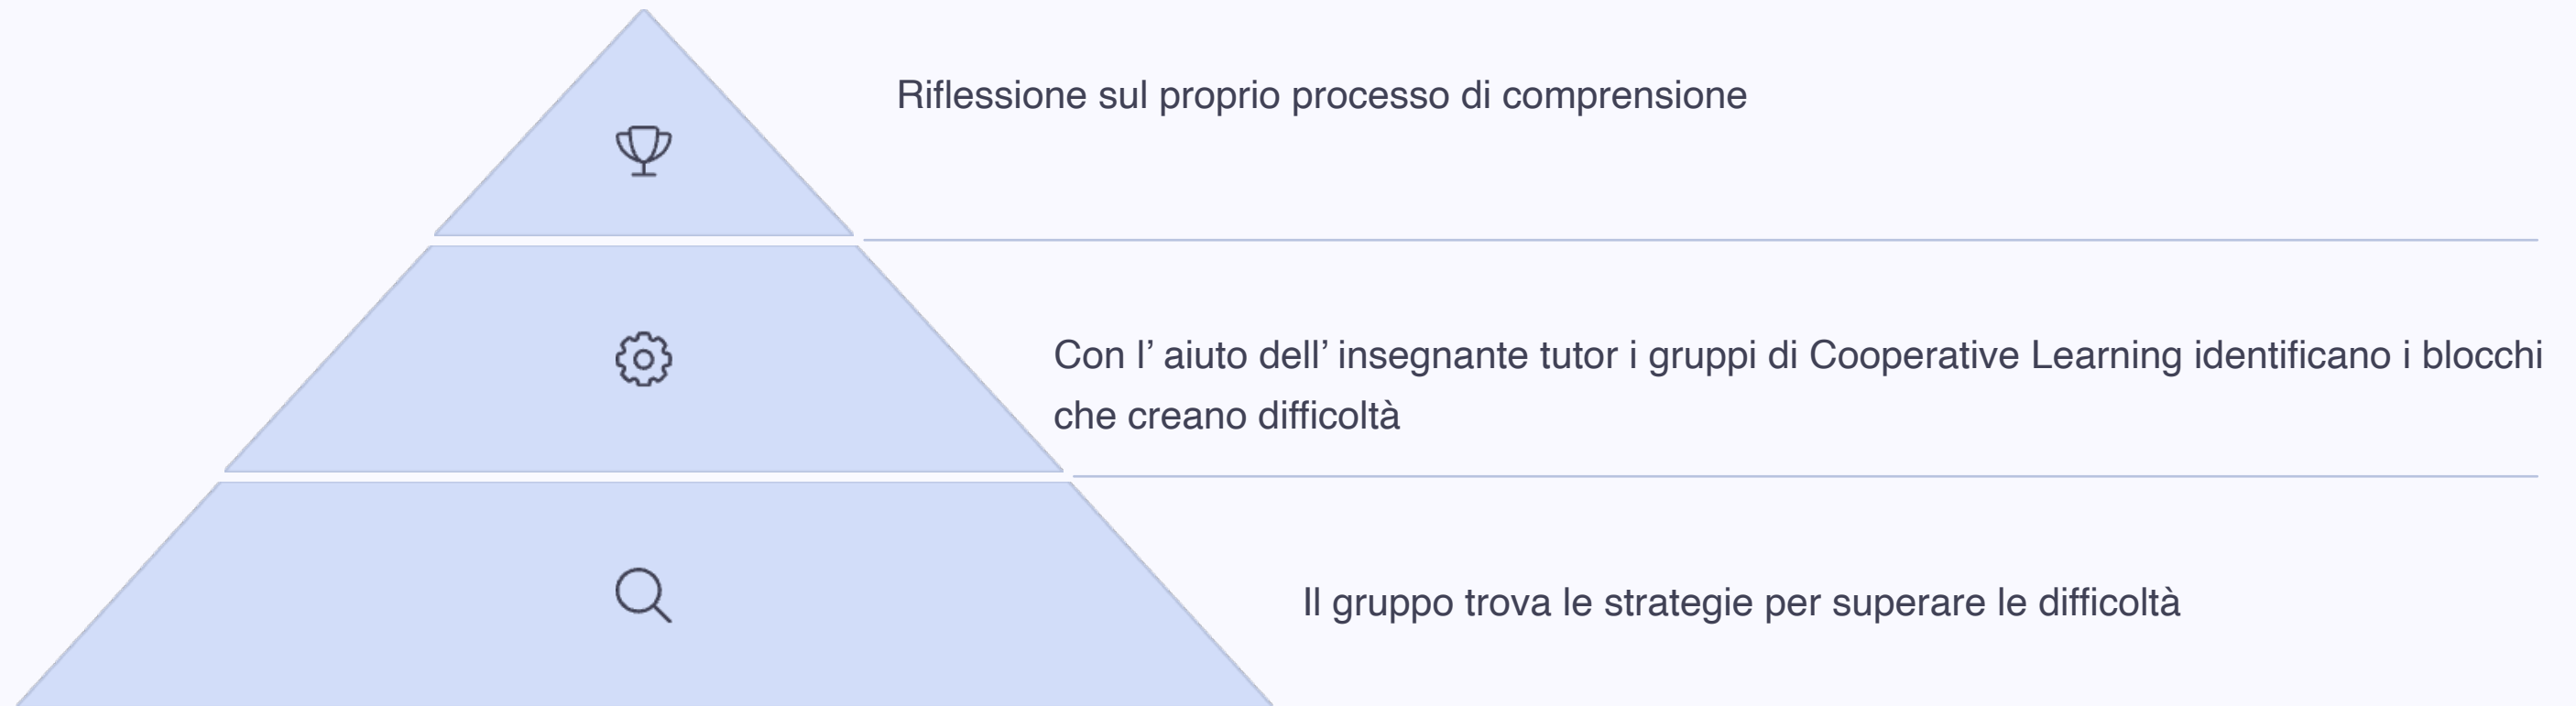 Riflessione sul proprio processo di comprensione
Con l’ aiuto dell’ insegnante tutor i gruppi di Cooperative Learning identificano i blocchi
che creano difficoltà
Il gruppo trova le strategie per superare le difficoltà